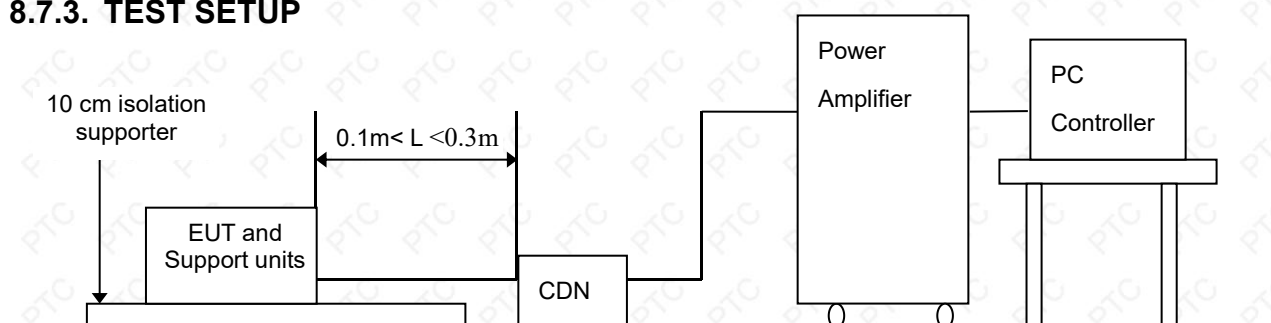 8.7.3. TEST SETUP
10 cm isolation
supporter
0.1m< L <0.3m
EUT and
Support units
CDN
Power
Amplifier
PC
Controller